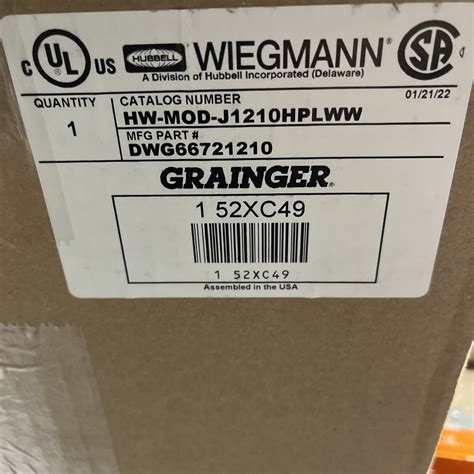 C UL US HUBBELL WIEGMANN® SA
A Division of Hubbell Incorporated (Delaware)
QUANTITY
1
CATALOG NUMBER
01/21/22
HW-MOD-J1210HPLWW
MFG PART #
DWG66721210
GRAINGER®
1 52XC49
1 52XC49
Assembled in the USA